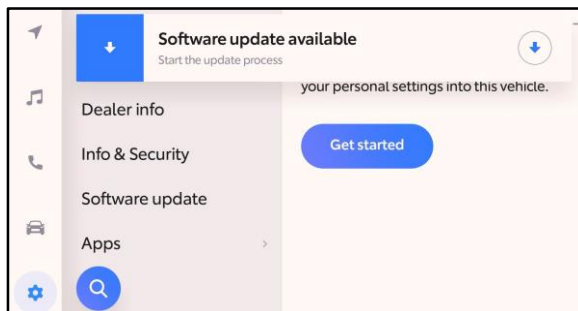 Software update available
Start the update process
your personal settings into this vehicle.
Dealer info
Get started
Info & Security
Software update
Apps